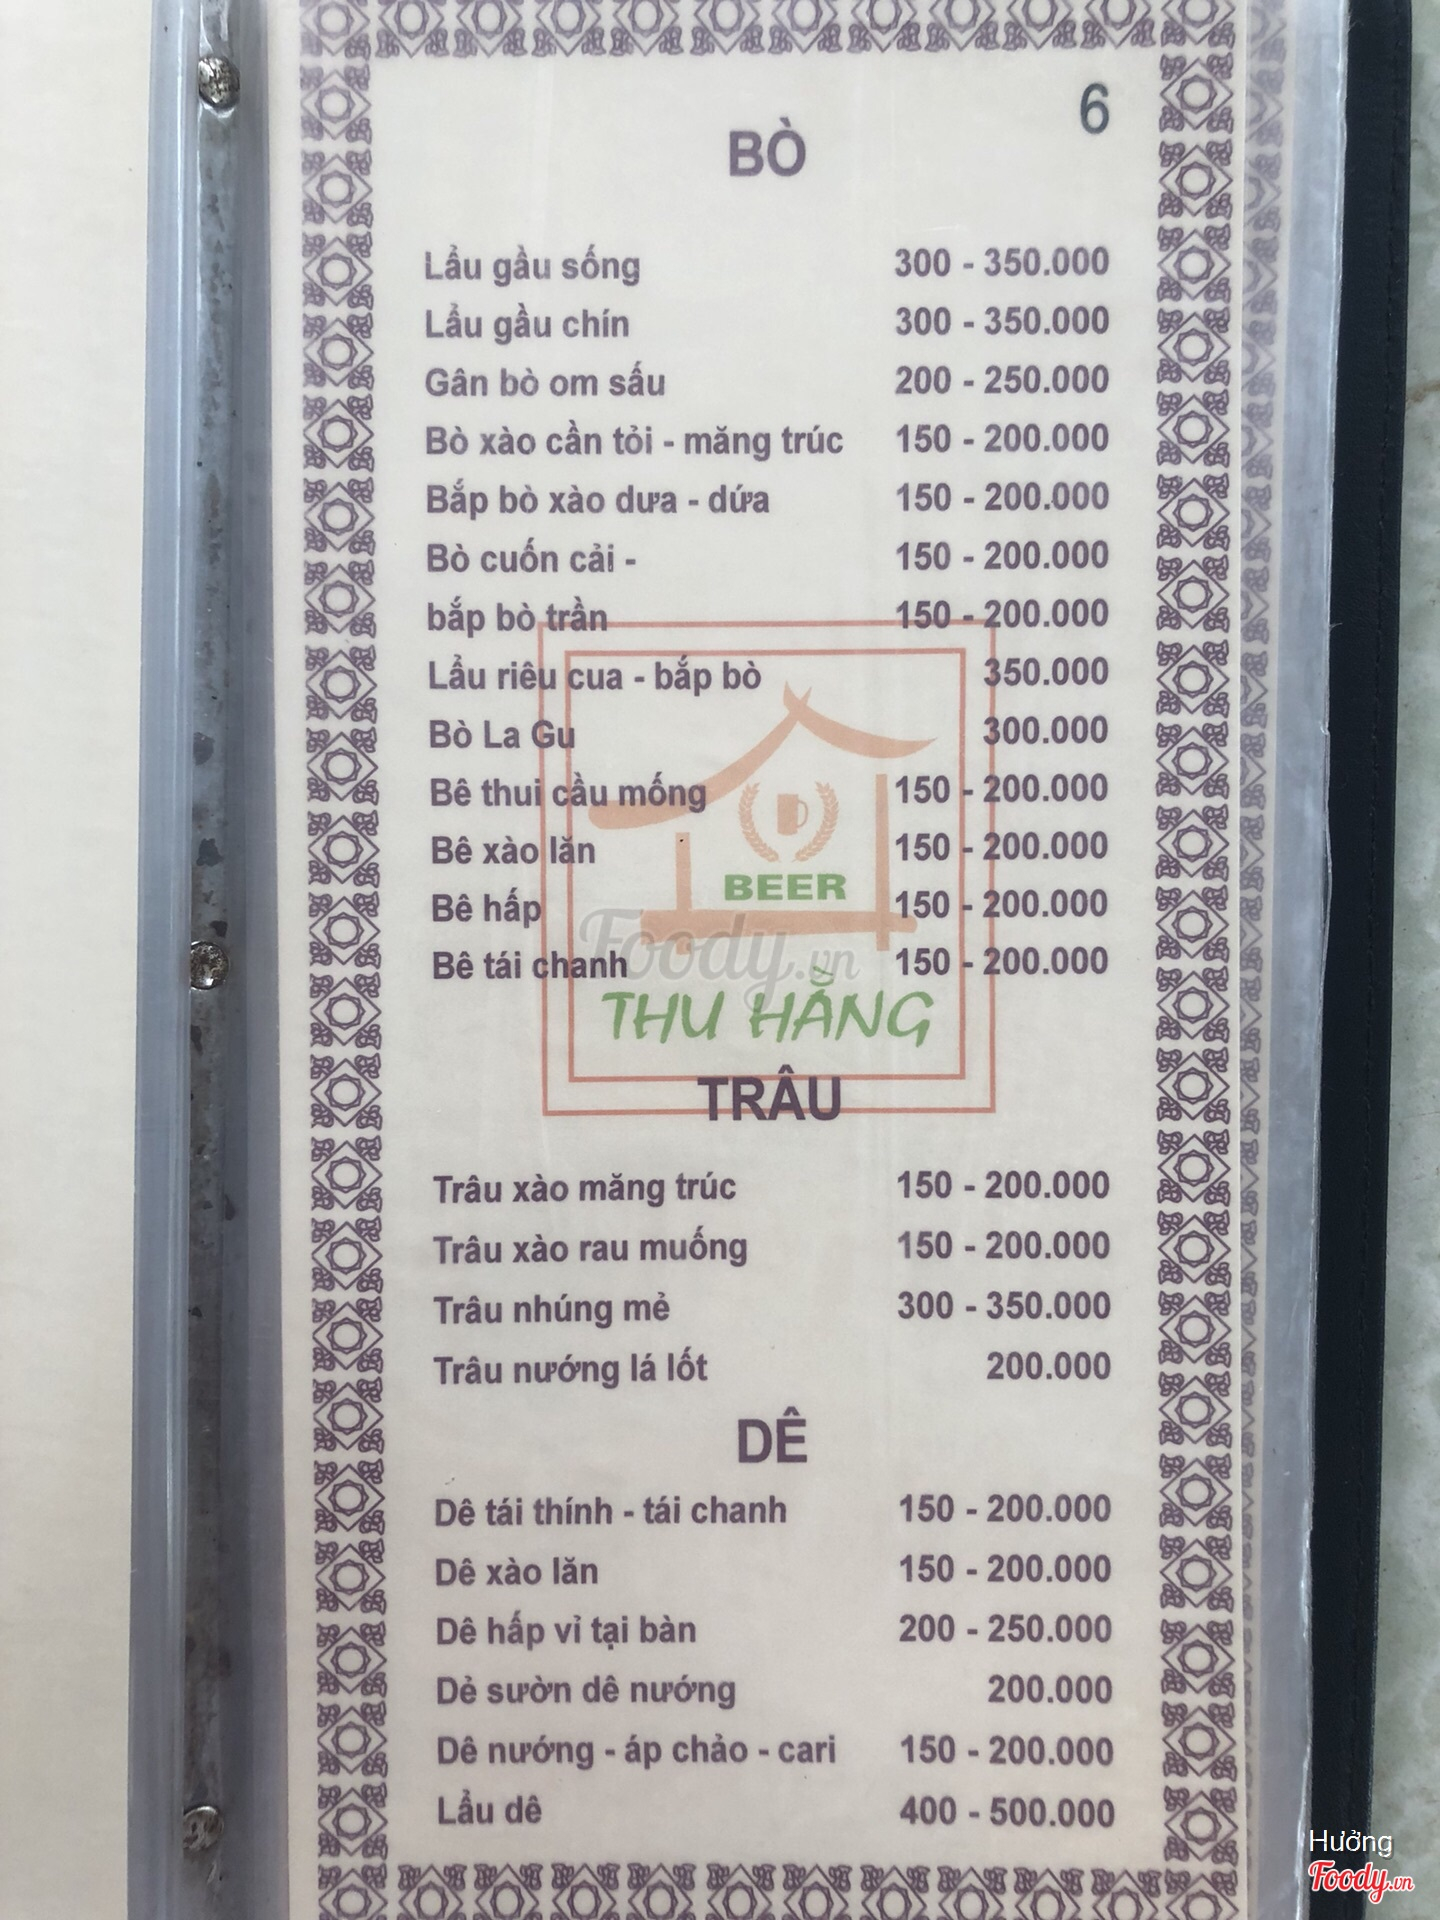 6
BÒ
Lẩu gầu sống 300 - 350.000
Lẩu gầu chín 300 - 350.000
Gân bò om sấu 200 - 250.000
Bò xào cần tỏi - măng trúc 150 - 200.000
Bắp bò xào dưa - dứa 150 - 200.000
Bò cuốn cải - 150 - 200.000
bắp bò trần 150 - 200.000
Lẩu riêu cua - bắp bò 350.000
Bò La Gu 300.000
Bê thui cầu mống 150 - 200.000
Bê xào lăn 150 - 200.000
BEER
Bê hấp 150 - 200.000
Foody.vn
Bê tái chanh 150 - 200.000
THU HẰNG
TRÂU
Trâu xào măng trúc 150 - 200.000
Trâu xào rau muống 150 - 200.000
Trâu nhúng mẻ 300 - 350.000
Trâu nướng lá lốt 200.000
DÊ
Dê tái thính - tái chanh 150 - 200.000
Dê xào lăn 150 - 200.000
Dê hấp vỉ tại bàn 200 - 250.000
Dẻ sườn dê nướng 200.000
Dê nướng - áp chảo - cari 150 - 200.000
Lẩu dê 400 - 500.000
Hưởng
Foody.vn